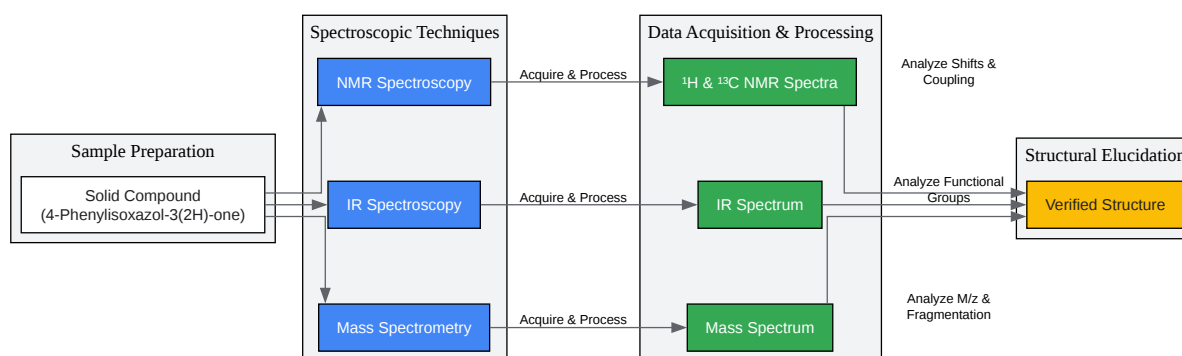 Spectroscopic Techniques
Data Acquisition & Processing
NMR Spectroscopy
Acquire & Process
¹H & ¹³C NMR Spectra
Analyze Shifts &
Coupling
Sample Preparation
Solid Compound
(4-Phenylisoxazol-3(2H)-one)
IR Spectroscopy
Acquire & Process
IR Spectrum
Analyze Functional
Groups
Structural Elucidation
Verified Structure
Mass Spectrometry
Acquire & Process
Mass Spectrum
Analyze M/z &
Fragmentation